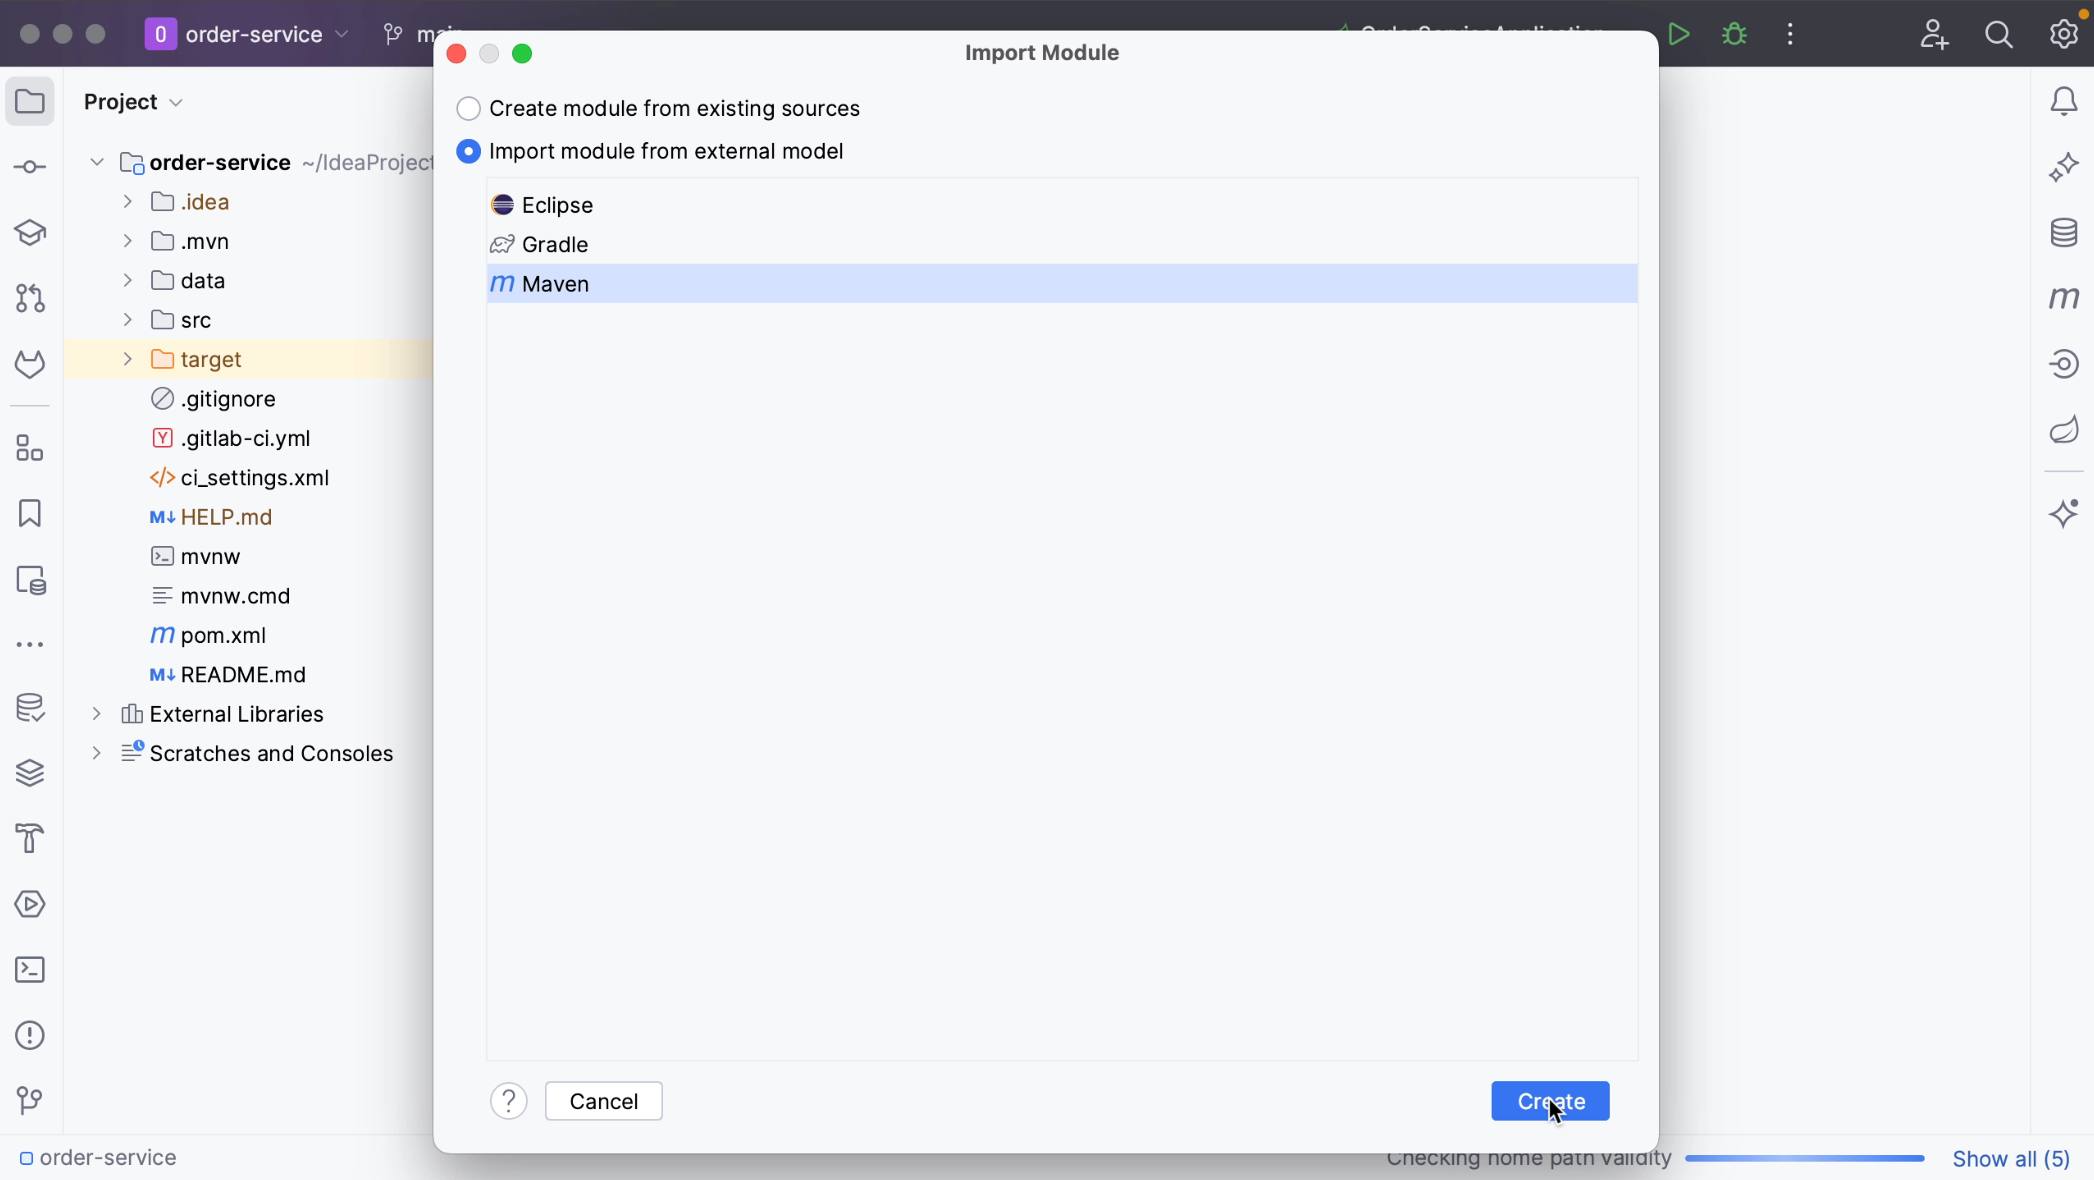 O order-service
Import Module
Project
Create module from existing sources
Import module from external model
order-service ~/IdeaProject
.idea
.mvn
data
src
target
.gitignore
.gitlab-ci.yml
ci_settings.xml
HELP.md
mvnw
mvnw.cmd
pom.xml
README.md
External Libraries
Scratches and Consoles
Eclipse
Gradle
Maven
?
Cancel
Create
order-service
Checking home path validity
Show all (5)